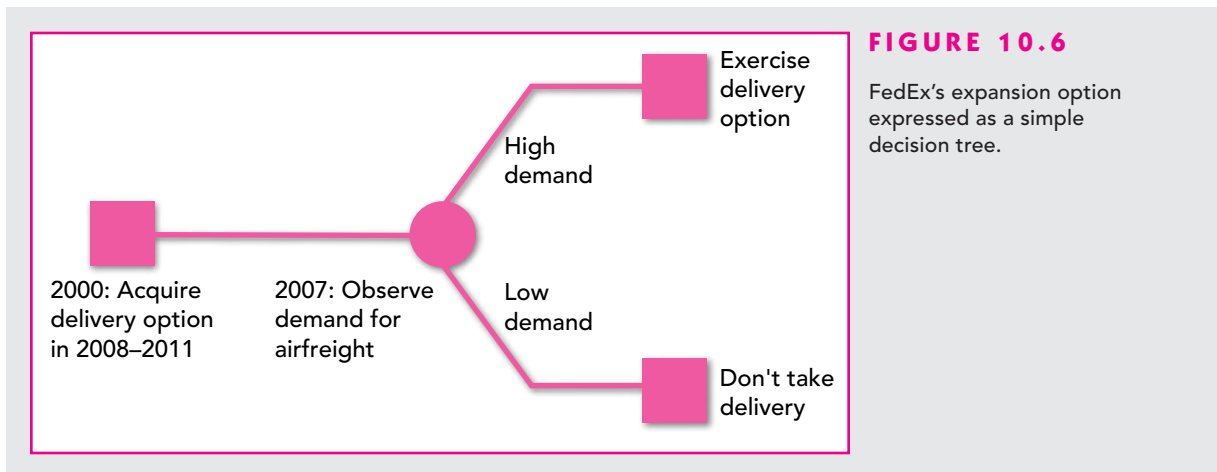 FIGURE 10.6
FedEx's expansion option
expressed as a simple
decision tree.
Exercise
delivery
option
High
demand
2000: Acquire
delivery option
in 2008–2011
2007: Observe
demand for
airfreight
Low
demand
Don't take
delivery